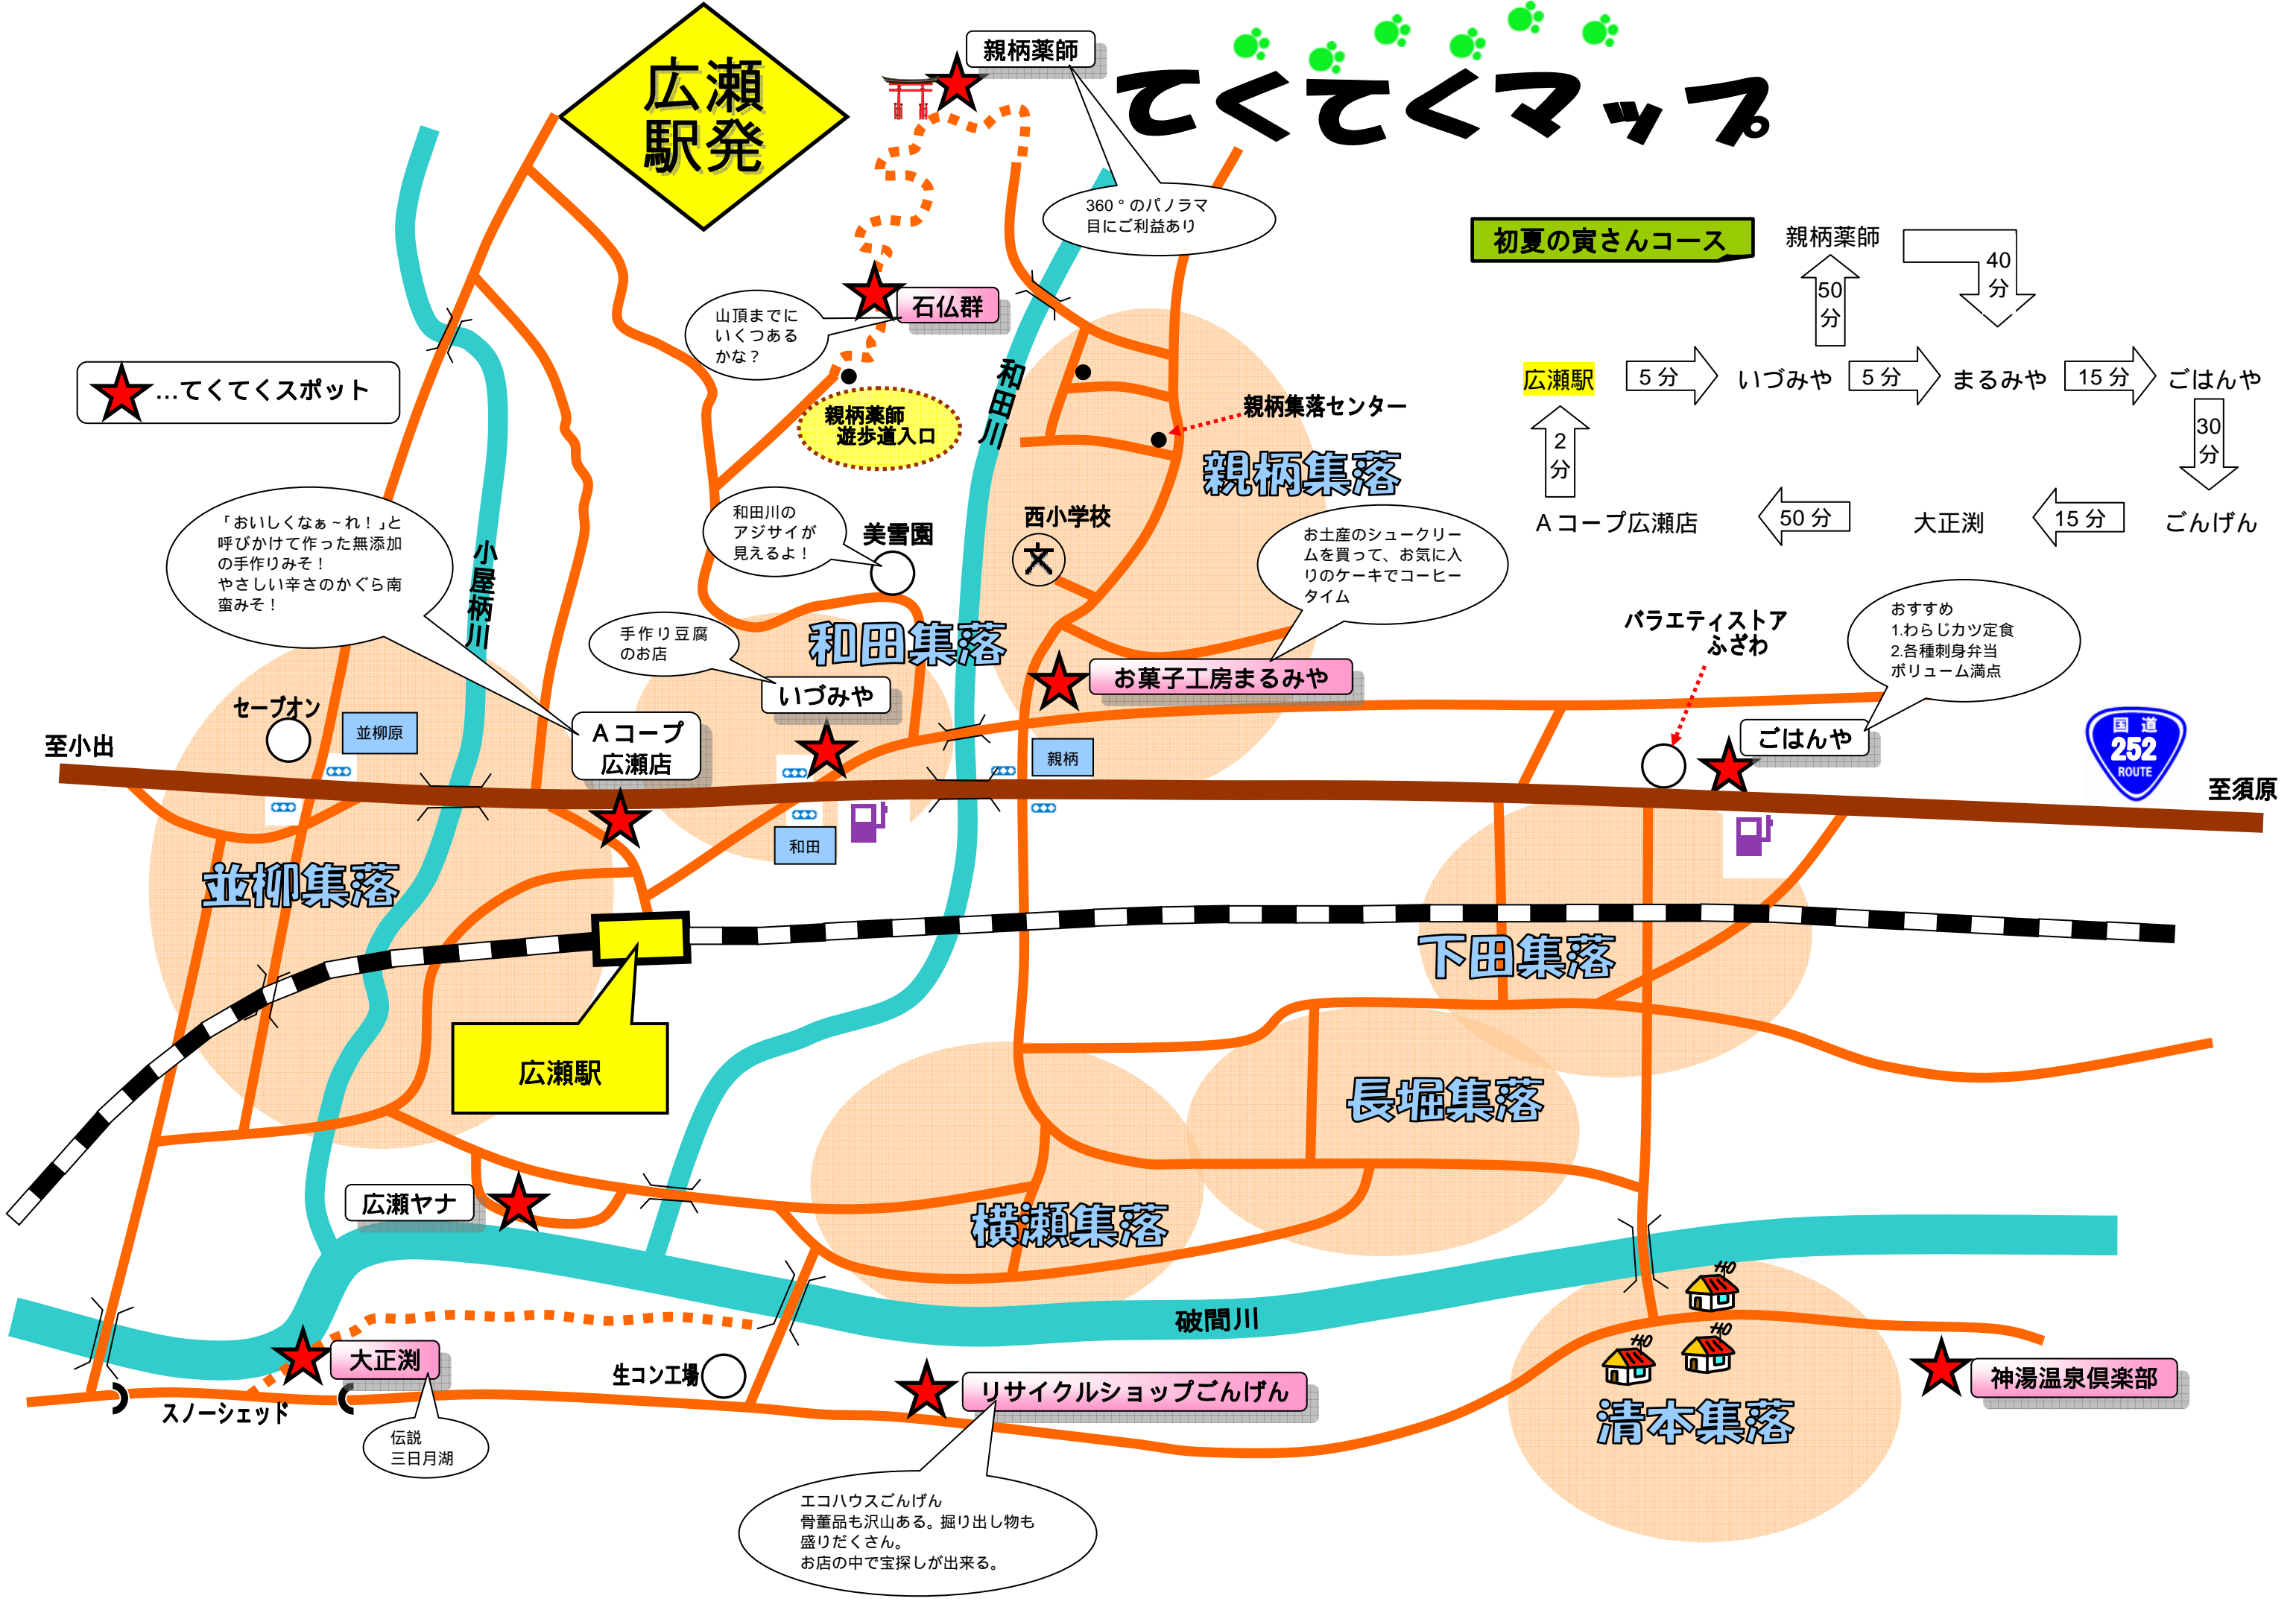 広瀬
駅発
親柄薬師
てくてくマップ
360°のパノラマ
目にご利益あり
初夏の寅さんコース
親柄薬師
50
分
40
分
広瀬駅
5分
いづみや
5分
まるみや
15分
ごはんや
2
分
30
分
Aコープ広瀬店
50分
大正渕
15分
ごんげん
…てくてくスポット
石仏群
山頂までに
いくつある
かな？
親柄薬師
遊歩道入口
和田川
親柄集落センター
親柄集落
西小学校
文
和田川の
アジサイが
見えるよ！
美雪園
「おいしくなぁ～れ！」と
呼びかけて作った無添加
の手作りみそ！
やさしい辛さのかぐら南
蛮みそ！
小屋柄川
お土産のシュークリー
ムを買って、お気に入
りのケーキでコーヒー
タイム
手作り豆腐
のお店
和田集落
いづみや
お菓子工房まるみや
バラエティストア
ふざわ
おすすめ
1.わらじカツ定食
2.各種刺身弁当
ボリューム満点
セーブオン
並柳原
Aコープ
広瀬店
至小出
親柄
ごはんや
国道
252
ROUTE
至須原
和田
並柳集落
下田集落
広瀬駅
長堀集落
広瀬ヤナ
横瀬集落
破間川
大正渕
スノーシェッド
伝説
三日月湖
生コン工場
リサイクルショップごんげん
神湯温泉倶楽部
清本集落
エコハウスごんげん
骨董品も沢山ある。掘り出し物も
盛りだくさん。
お店の中で宝探しが出来る。